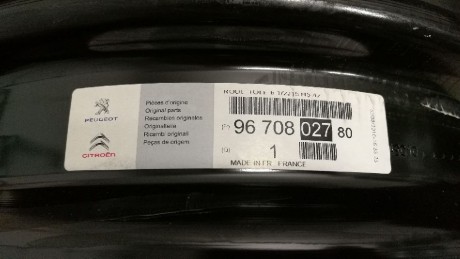 PEUGEOT
CITROËN
Pièces d'origine
Original parts
Recambios originales
Originalteile
Ricambi originali
Peças de origem
(P) 96 708 027 80
(Q) 1
MADE IN FR, FRANCE